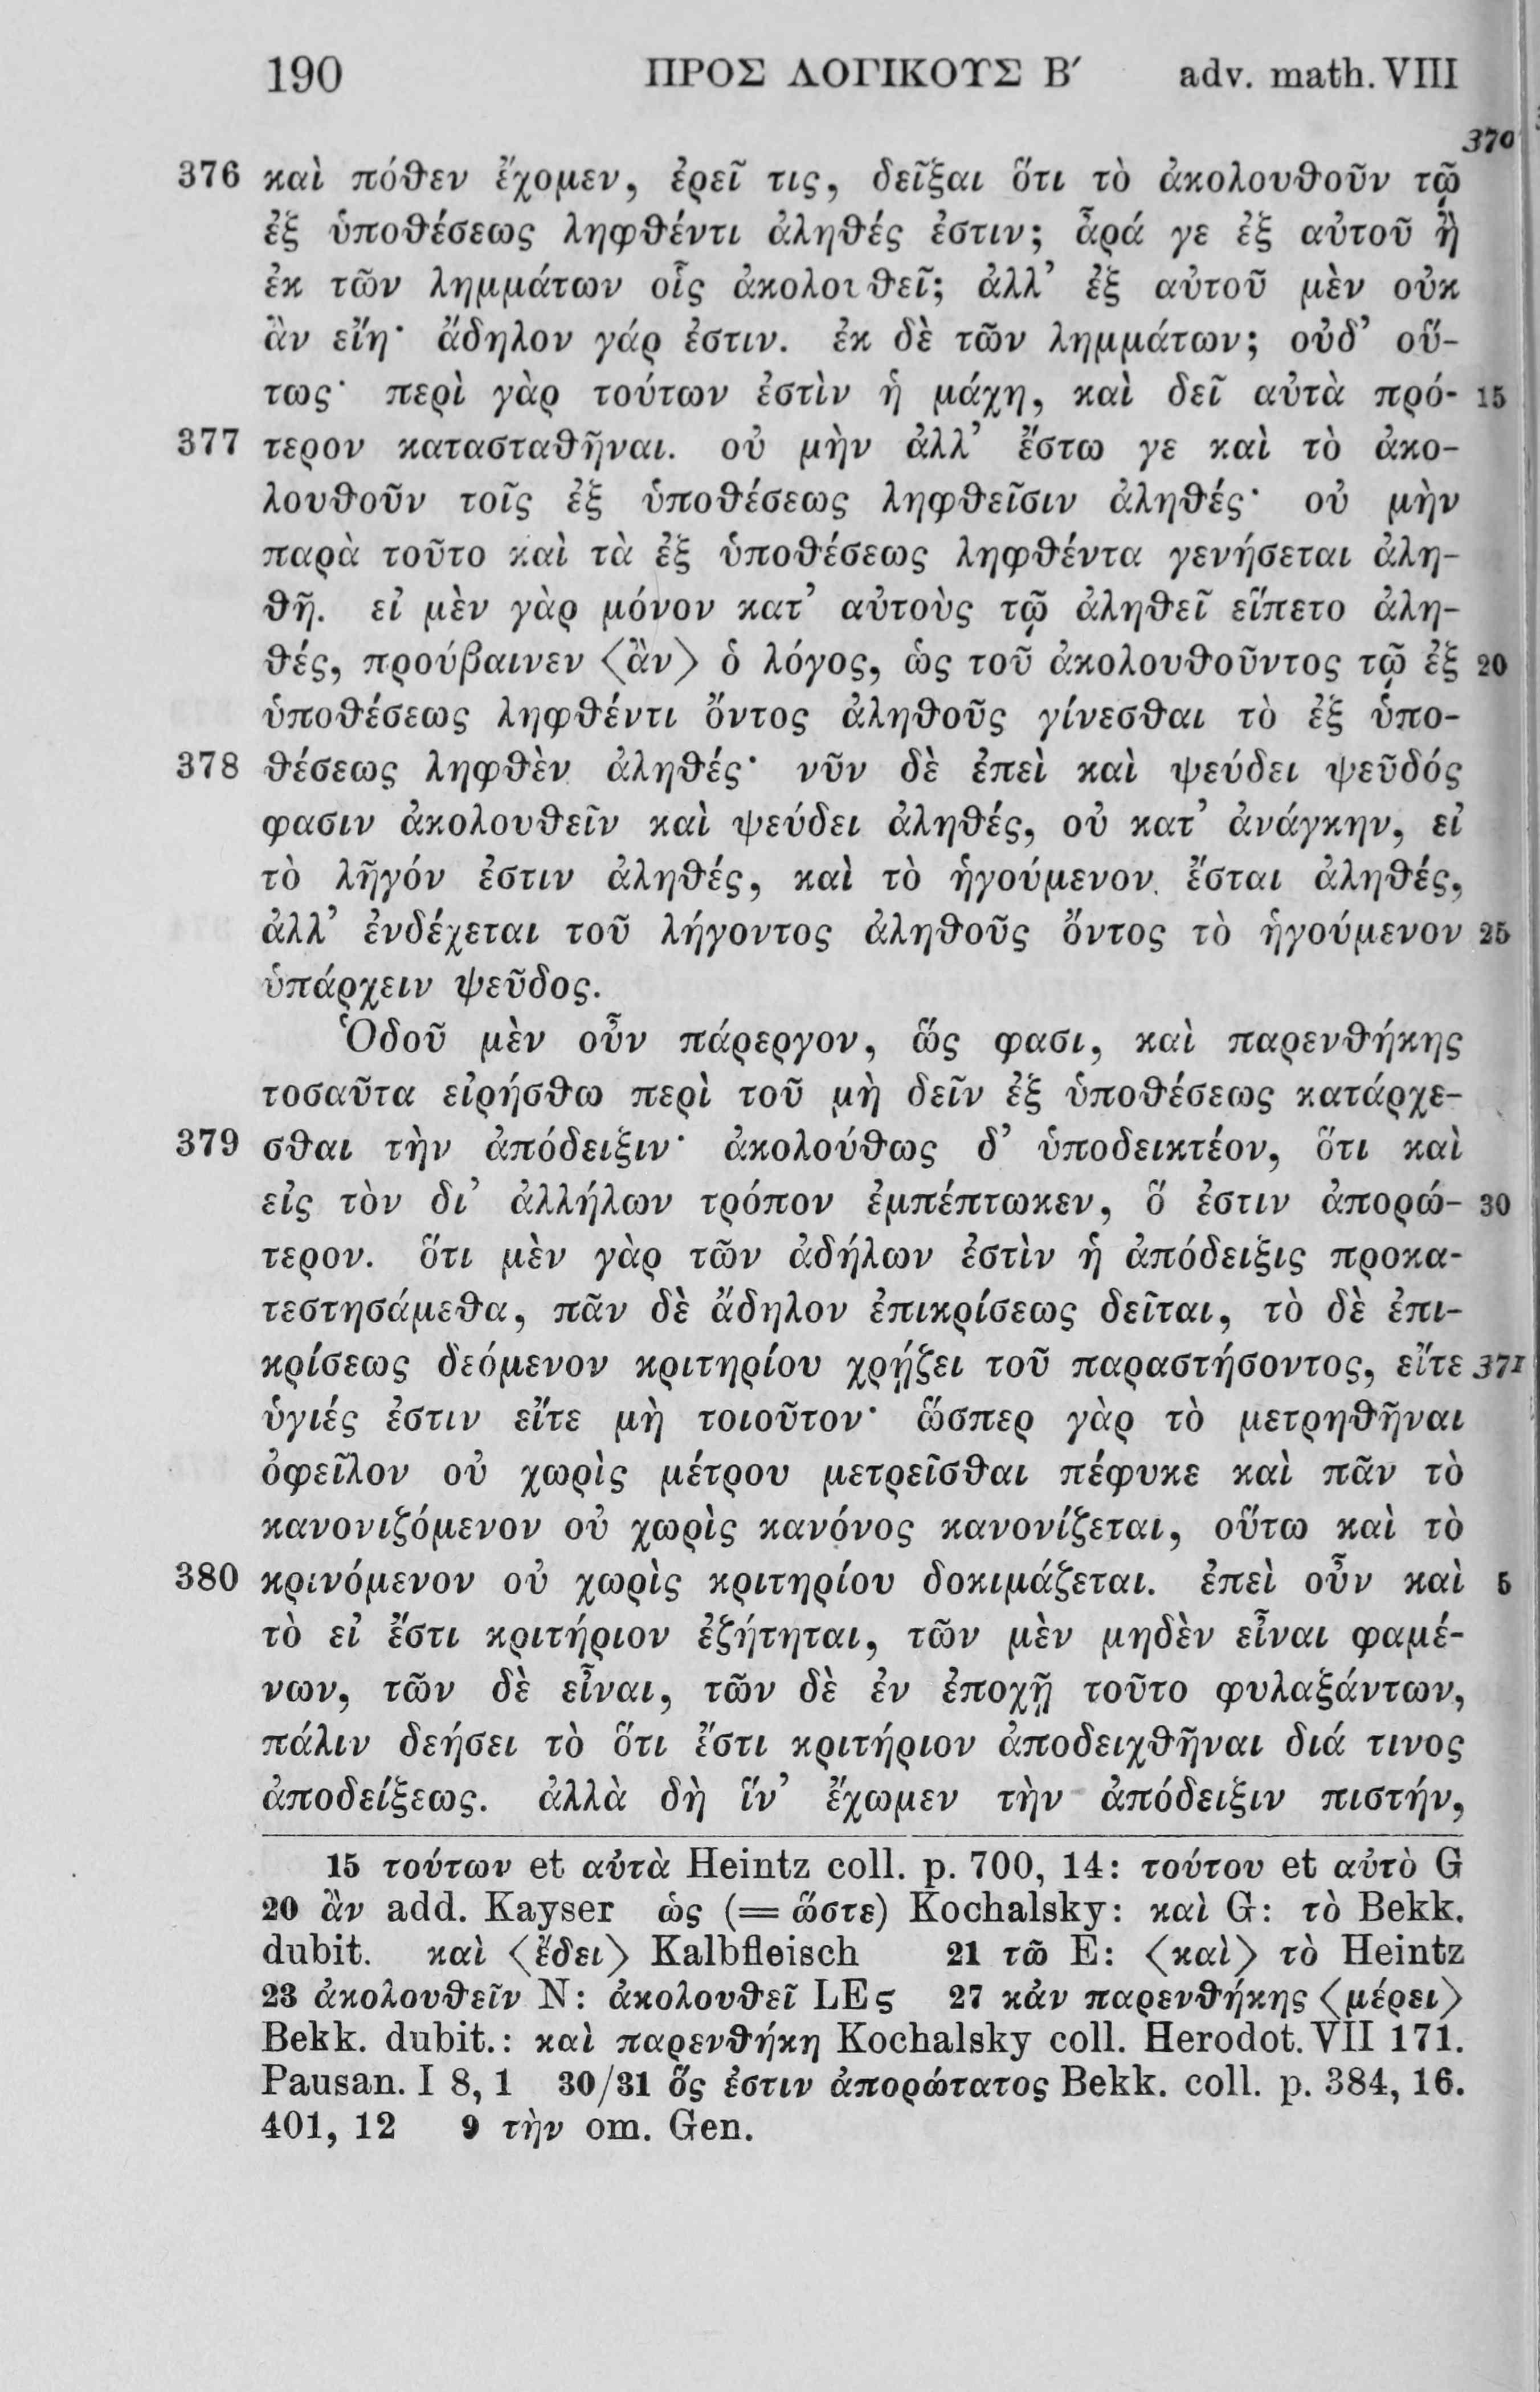 190 ΠΡΟΣ ΛΟΓΙΚΟΥΣ Β′ adv. math. VIII
370
376 καὶ πόθεν ἔχομεν, ἐρεῖ τις, δεῖξαι ὅτι τὸ ἀκολουθοῦν τῷ
ἐξ ὑποθέσεως ληφθέντι ἀληθές ἐστιν; ἆρά γε ἐξ αὐτοῦ ἢ
ἐκ τῶν λημμάτων οἷς ἀκολουθεῖ; ἀλλ’ ἐξ αὐτοῦ μὲν οὐκ
ἂν εἴη· ἄδηλον γάρ ἐστιν. ἐκ δὲ τῶν λημμάτων; οὐδ’ οὕ-
τως· περὶ γὰρ τούτων ἐστὶν ἡ μάχη, καὶ δεῖ αὐτὰ πρό- 15
377 τερον κατασταθῆναι. οὐ μὴν ἀλλ’ ἔστω γε καὶ τὸ ἀκο-
λουθοῦν τοῖς ἐξ ὑποθέσεως ληφθεῖσιν ἀληθές· οὐ μὴν
παρὰ τοῦτο καὶ τὰ ἐξ ὑποθέσεως ληφθέντα γενήσεται ἀλη-
θῆ. εἰ μὲν γὰρ μόνον κατ’ αὐτοὺς τῷ ἀληθεῖ εἵπετο ἀλη-
θές, προύβαινεν ⟨ἂν⟩ ὁ λόγος, ὡς τοῦ ἀκολουθοῦντος τῷ ἐξ 20
ὑποθέσεως ληφθέντι ὄντος ἀληθοῦς γίνεσθαι τὸ ἐξ ὑπο-
378 θέσεως ληφθὲν ἀληθές· νῦν δὲ ἐπεὶ καὶ ψεύδει ψεῦδός
φασιν ἀκολουθεῖν καὶ ψεύδει ἀληθές, οὐ κατ’ ἀνάγκην, εἰ
τὸ λῆγόν ἐστιν ἀληθές, καὶ τὸ ἡγούμενον ἔσται ἀληθές,
ἀλλ’ ἐνδέχεται τοῦ λήγοντος ἀληθοῦς ὄντος τὸ ἡγούμενον 25
ὑπάρχειν ψεῦδος.
Ὁδοῦ μὲν οὖν πάρεργον, ὥς φασι, καὶ παρενθήκης
τοσαῦτα εἰρήσθω περὶ τοῦ μὴ δεῖν ἐξ ὑποθέσεως κατάρχε-
379 σθαι τὴν ἀπόδειξιν· ἀκολούθως δ’ ὑποδεικτέον, ὅτι καὶ
εἰς τὸν δι’ ἀλλήλων τρόπον ἐμπέπτωκεν, ὅ ἐστιν ἀπορώ- 30
τερον. ὅτι μὲν γὰρ τῶν ἀδήλων ἐστὶν ἡ ἀπόδειξις προκα-
τεστησάμεθα, πᾶν δὲ ἄδηλον ἐπικρίσεως δεῖται, τὸ δὲ ἐπι-
κρίσεως δεόμενον κριτηρίου χρῄζει τοῦ παραστήσοντος, εἴτε 371
ὑγιές ἐστιν εἴτε μὴ τοιοῦτον· ὥσπερ γὰρ τὸ μετρηθῆναι
ὀφεῖλον οὐ χωρὶς μέτρου μετρεῖσθαι πέφυκε καὶ πᾶν τὸ
κανονιζόμενον οὐ χωρὶς κανόνος κανονίζεται, οὕτω καὶ τὸ
380 κρινόμενον οὐ χωρὶς κριτηρίου δοκιμάζεται. ἐπεὶ οὖν καὶ 5
τὸ εἰ ἔστι κριτήριον ἐζήτηται, τῶν μὲν μηδὲν εἶναι φαμέ-
νων, τῶν δὲ εἶναι, τῶν δὲ ἐν ἐποχῇ τοῦτο φυλαξάντων,
πάλιν δεήσει τὸ ὅτι ἔστι κριτήριον ἀποδειχθῆναι διά τινος
ἀποδείξεως. ἀλλὰ δὴ ἵν’ ἔχωμεν τὴν ἀπόδειξιν πιστήν,
15 τούτων et αὐτὰ Heintz coll. p. 700, 14: τούτου et αὐτὸ G
20 ἂν add. Kayser ὡς (= ὥστε) Kochalsky: καὶ G: τὸ Bekk.
dubit. καὶ ⟨ἔδει⟩ Kalbfleisch 21 τῶ E: ⟨καὶ⟩ τὸ Heintz
23 ἀκολουθεῖν N: ἀκολουθεῖ LEς 27 κἀν παρενθήκης ⟨μέρει⟩
Bekk. dubit.: καὶ παρενθήκη Kochalsky coll. Herodot. VII 171.
Pausan. I 8, 1 30/31 ὅς ἐστιν ἀπορώτατος Bekk. coll. p. 384, 16.
401, 12 9 τὴν om. Gen.